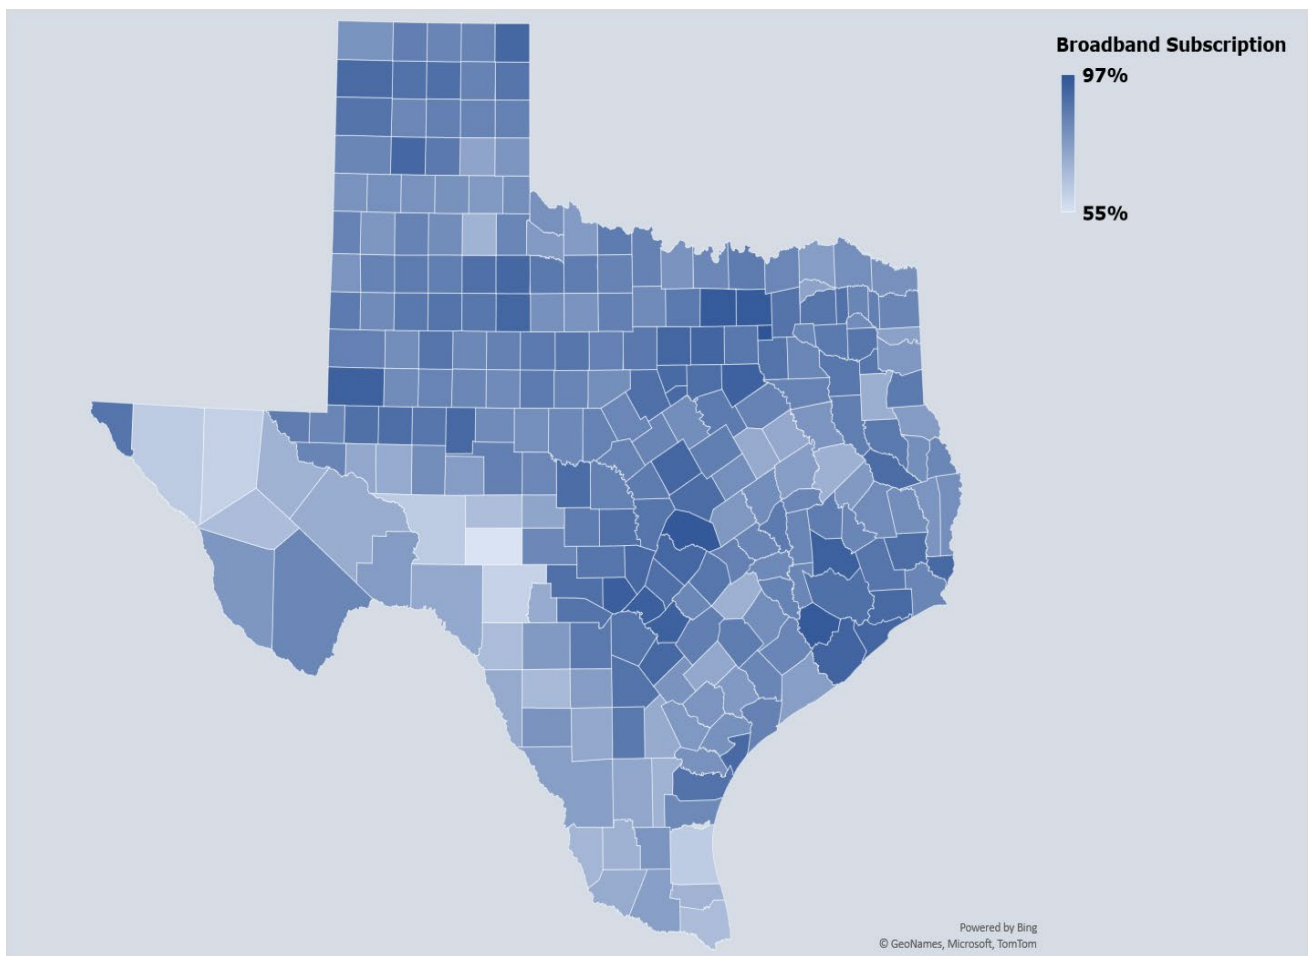 Broadband Subscription
97%
55%
Powered by Bing
© GeoNames, Microsoft, TomTom